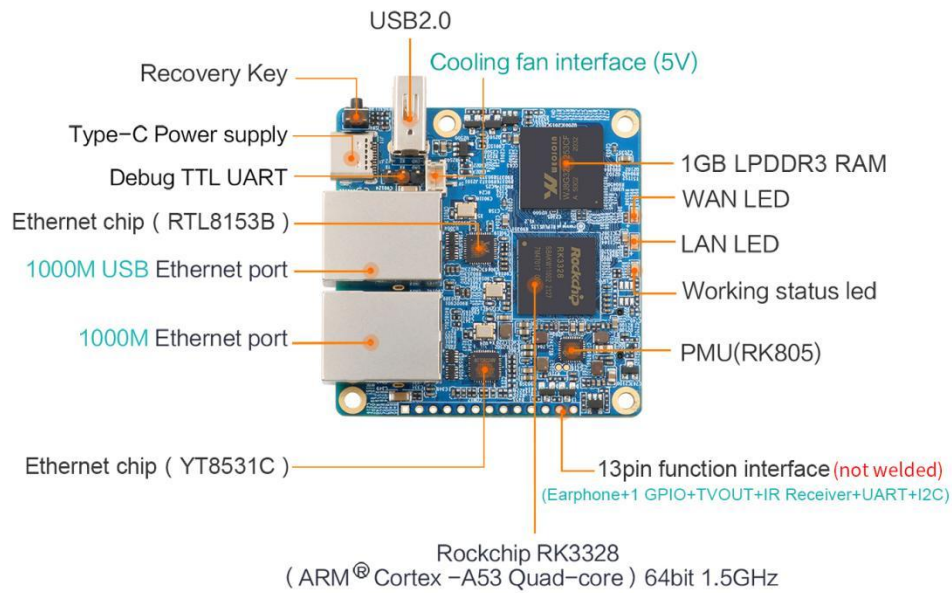 USB2.0
Cooling fan interface (5V)
Recovery Key
Type-C Power supply
Debug TTL UART
Ethernet chip ( RTL8153B )
1000M USB Ethernet port
1000M Ethernet port
Ethernet chip ( YT8531C )
1GB LPDDR3 RAM
WAN LED
LAN LED
Working status led
PMU(RK805)
13pin function interface (not welded)
(Earphone+1 GPIO+TVOUT+IR Receiver+UART+I2C)
Rockchip
RK3328
Rockchip RK3328
( ARM® Cortex -A53 Quad-core ) 64bit 1.5GHz